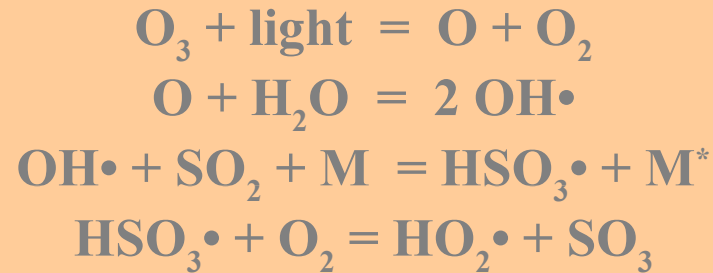 O₃ + light = O + O₂
O + H₂O = 2 OH•
OH• + SO₂ + M = HSO₃• + M*
HSO₃• + O₂ = HO₂• + SO₃